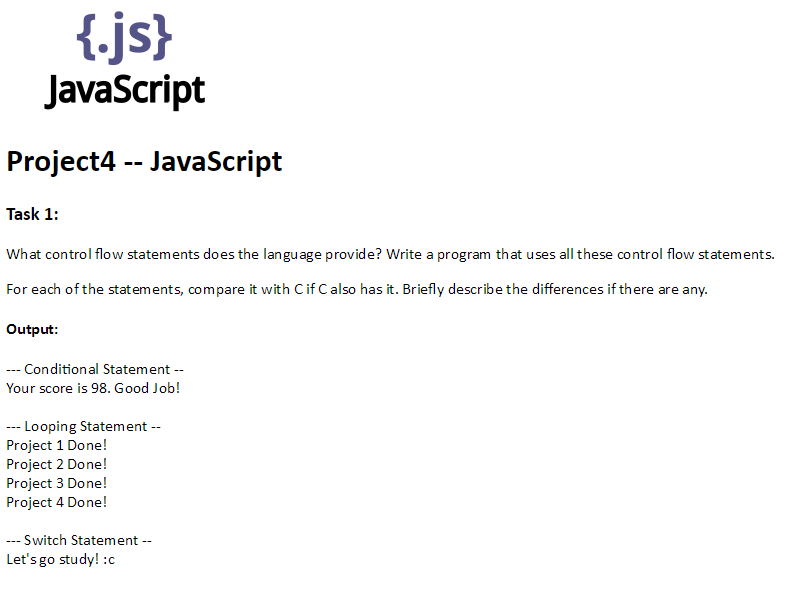 {.js}
JavaScript
Project4 -- JavaScript
Task 1:
What control flow statements does the language provide? Write a program that uses all these control flow statements.
For each of the statements, compare it with C if C also has it. Briefly describe the differences if there are any.
Output:
--- Conditional Statement --
Your score is 98. Good Job!
--- Looping Statement --
Project 1 Done!
Project 2 Done!
Project 3 Done!
Project 4 Done!
--- Switch Statement --
Let's go study! :c